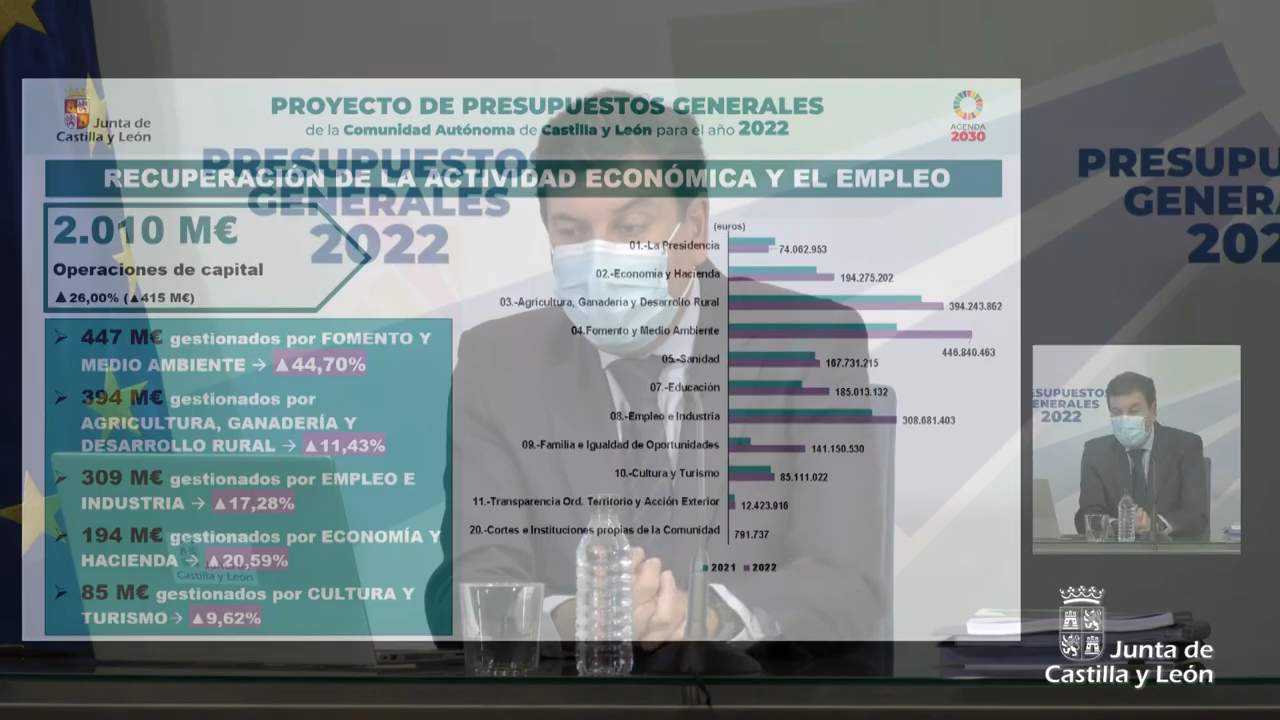 Junta de
Castilla y León
PROYECTO DE PRESUPUESTOS GENERALES
de la Comunidad Autónoma de Castilla y León para el año 2022
AGENDA
2030
PRESUPUESTOS
GENERALES
2022
RECUPERACIÓN DE LA ACTIVIDAD ECONÓMICA Y EL EMPLEO
2.010 M€
Operaciones de capital
▲26,00% (▲415 M€)
➢ 447 M€ gestionados por FOMENTO Y
MEDIO AMBIENTE → ▲44,70%
➢ 394 M€ gestionados por
AGRICULTURA, GANADERÍA Y
DESARROLLO RURAL → ▲11,43%
➢ 309 M€ gestionados por EMPLEO E
INDUSTRIA → ▲17,28%
➢ 194 M€ gestionados por ECONOMÍA Y
HACIENDA → ▲20,59%
Castilla y León
➢ 85 M€ gestionados por CULTURA Y
TURISMO → ▲9,62%
(euros)
01.-La Presidencia 74.062.953
02.-Economía y Hacienda 194.275.202
03.-Agricultura, Ganadería y Desarrollo Rural 394.243.862
04.Fomento y Medio Ambiente 446.840.463
05.-Sanidad 167.731.215
07.-Educación 185.013.132
08.-Empleo e Industria 308.681.403
09.-Familia e Igualdad de Oportunidades 141.150.530
10.-Cultura y Turismo 85.111.022
11.-Transparencia Ord. Territorio y Acción Exterior 12.423.916
20.-Cortes e Instituciones propias de la Comunidad 791.737
2021 2022
PRESUPU
GENERA
202
ESUPUESTOS
ENERALES
2022
Junta de
Castilla y León